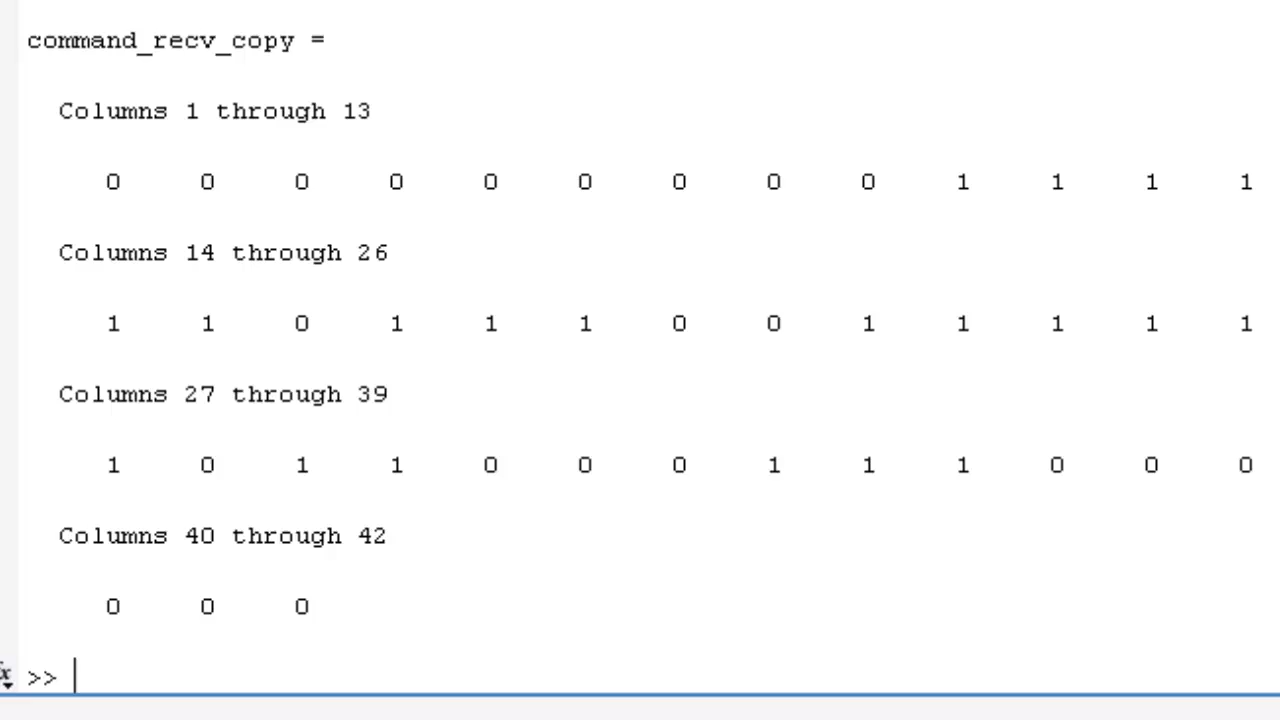 command_recv_copy =
Columns 1 through 13
0 0 0 0 0 0 0 0 0 1 1 1 1
Columns 14 through 26
1 1 0 1 1 1 0 0 1 1 1 1 1
Columns 27 through 39
1 0 1 1 0 0 0 1 1 1 0 0 0
Columns 40 through 42
0 0 0
fx >>